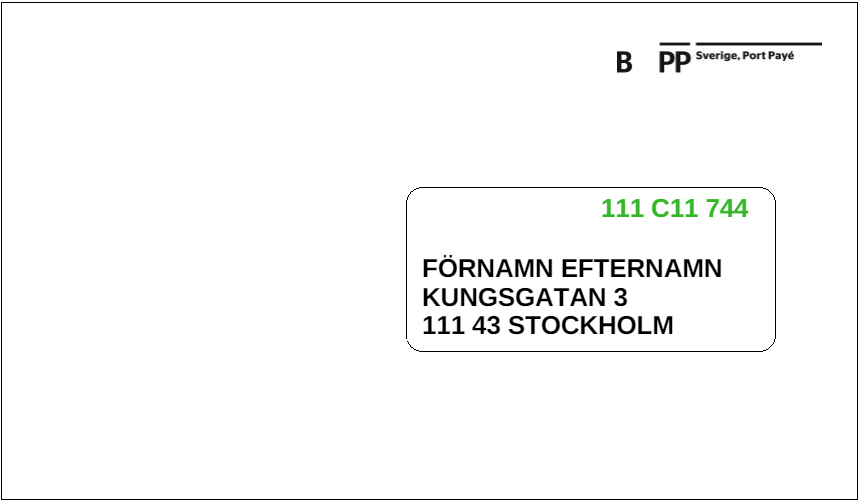 B PP Sverige, Port Payé
111 C11 744
FÖRNAMN EFTERNAMN
KUNGSGATAN 3
111 43 STOCKHOLM